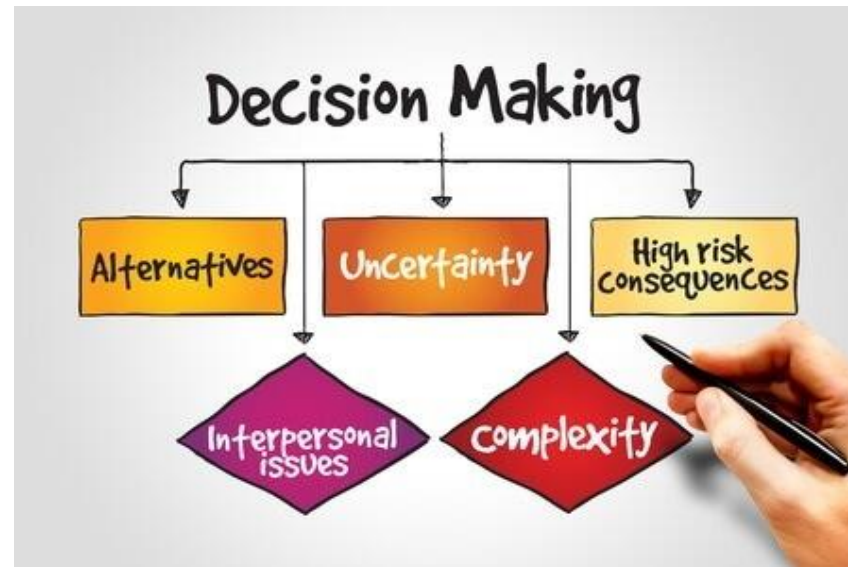 Decision Making
Alternatives
Uncertainty
High risk
consequences
Interpersonal
issues
complexity